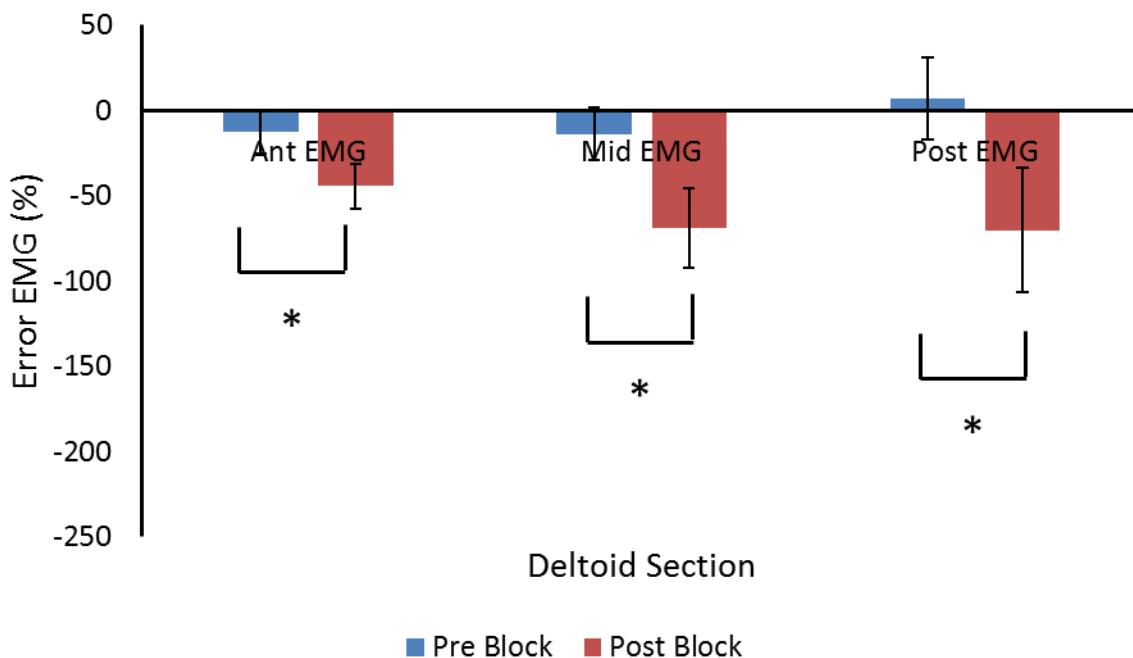 50
0
-50
-100
-150
-200
-250
Error EMG (%)
Ant EMG
Mid EMG
Post EMG
*
*
*
Deltoid Section
Pre Block
Post Block